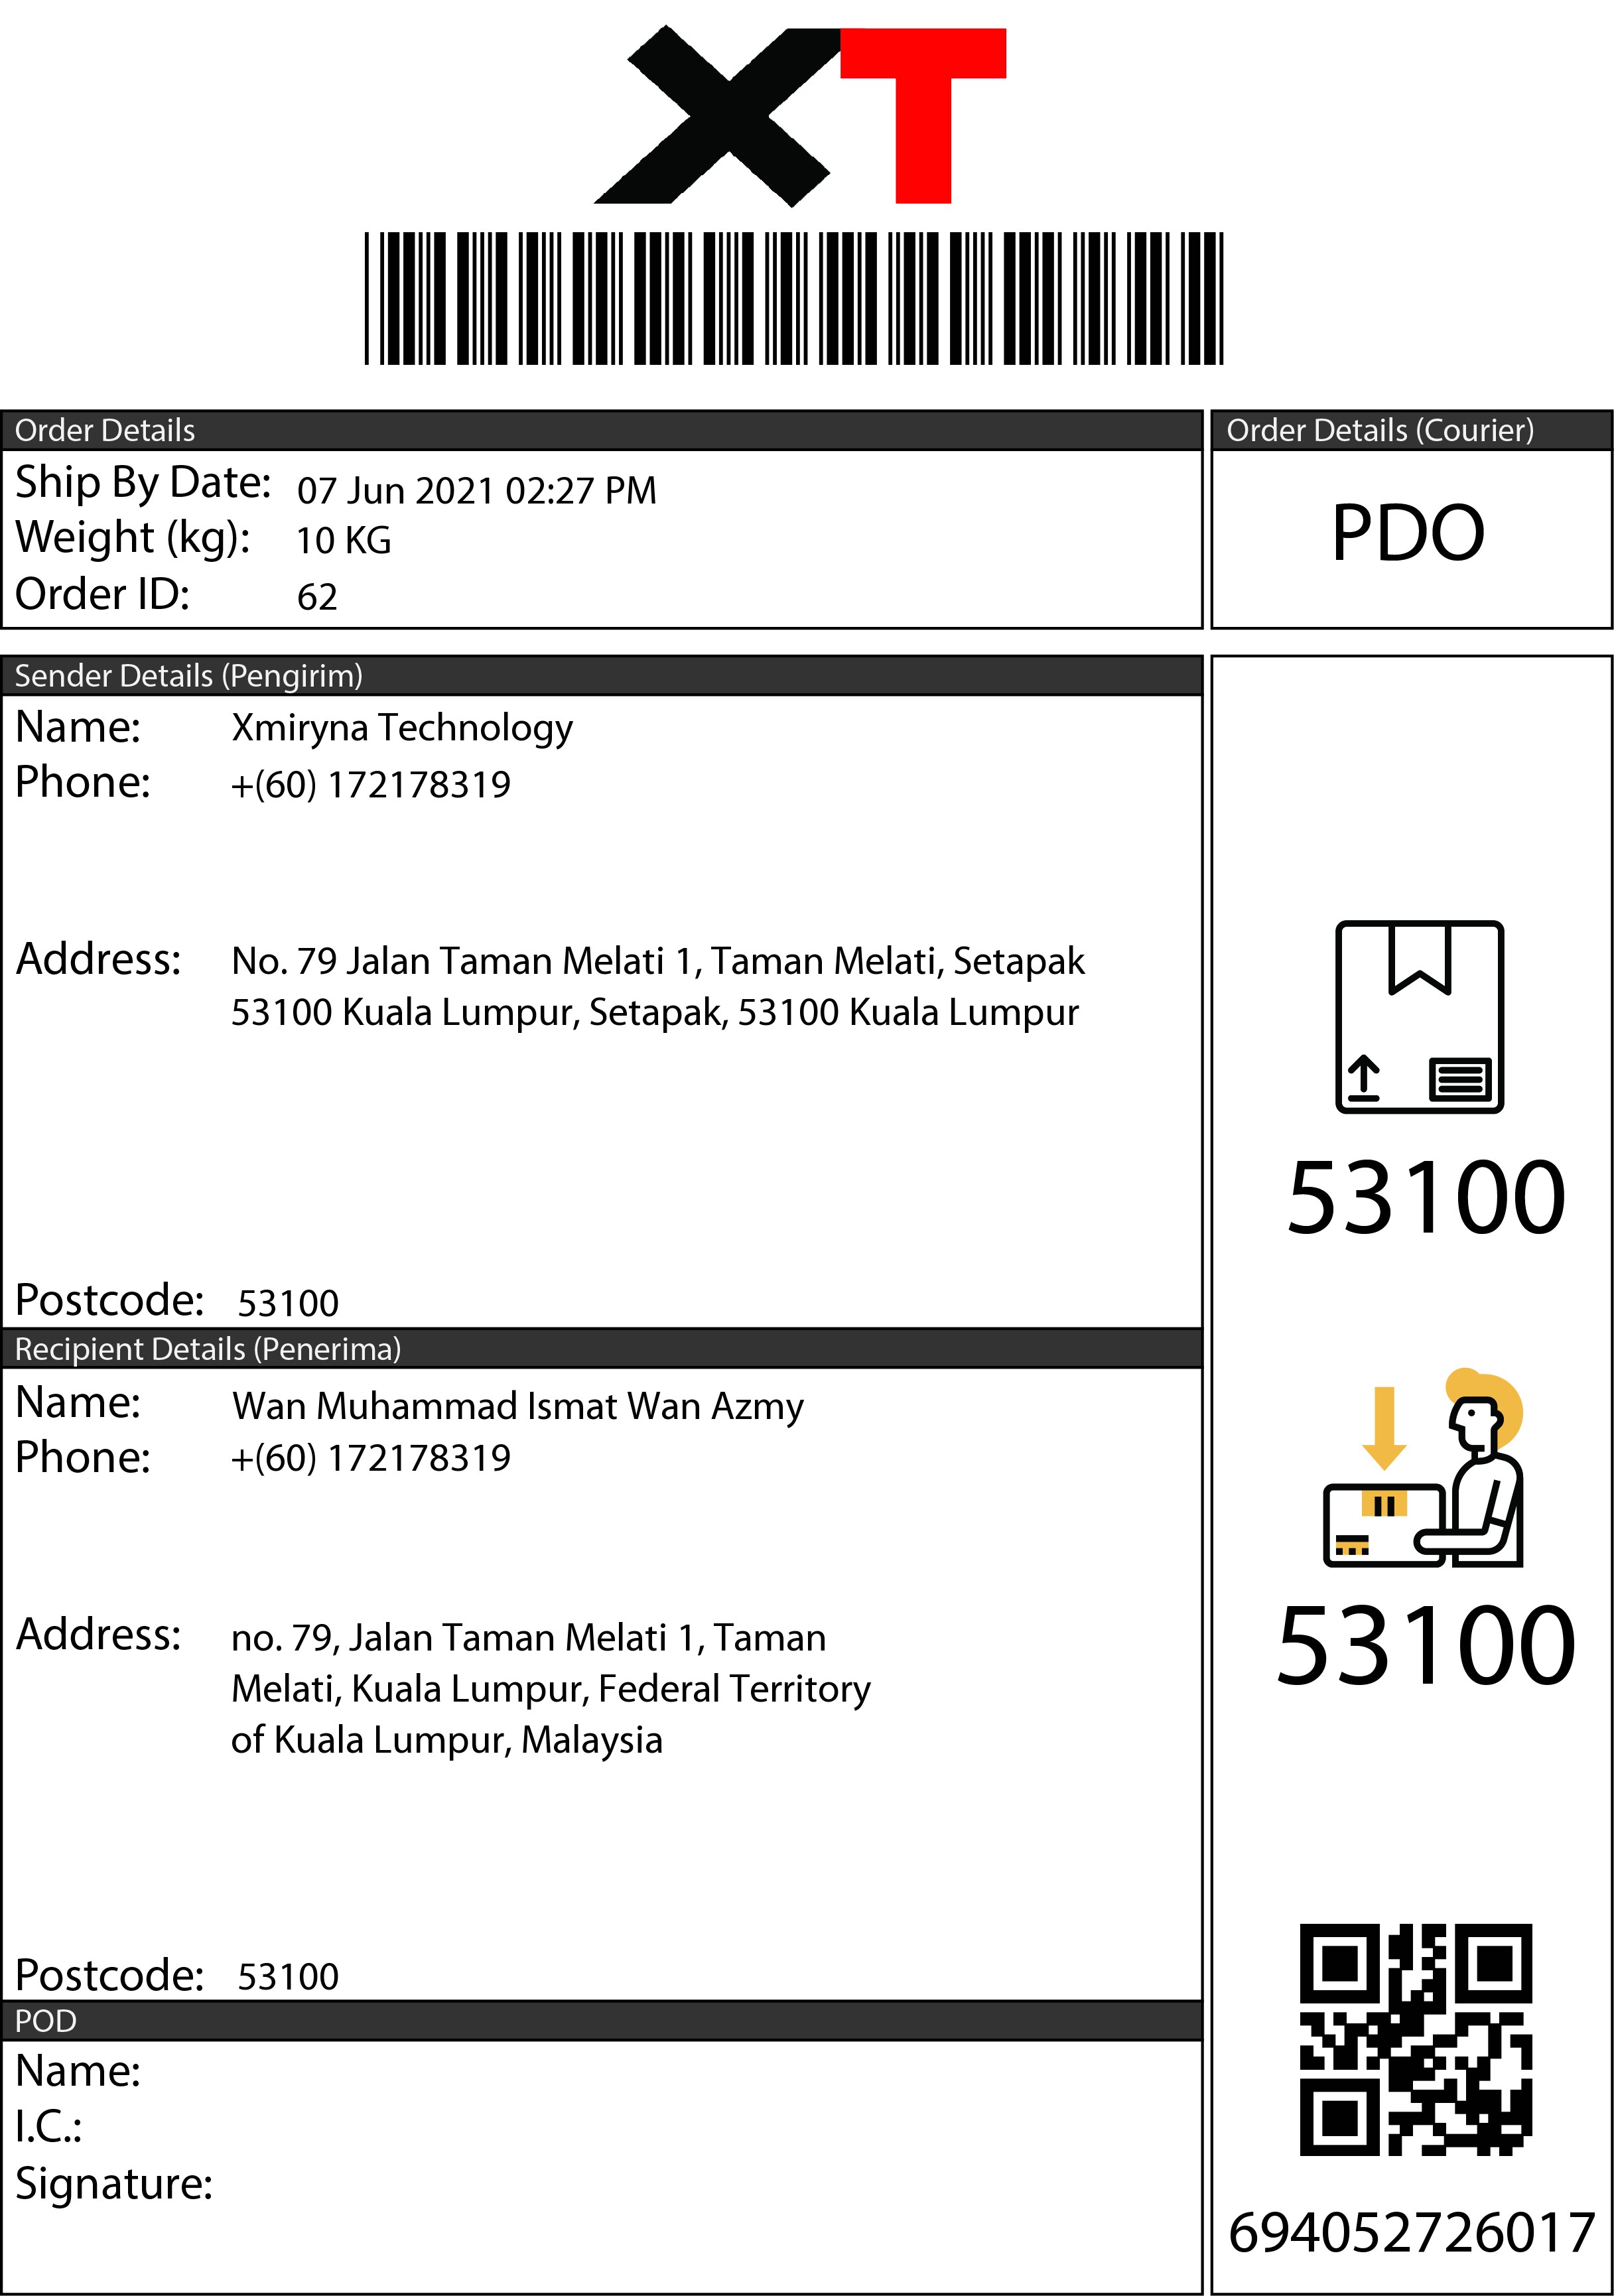 XT
Order Details
Ship By Date: 07 Jun 2021 02:27 PM
Weight (kg): 10 KG
Order ID: 62
Order Details (Courier)
PDO
Sender Details (Pengirim)
Name: Xmiryna Technology
Phone: +(60) 172178319
Address: No. 79 Jalan Taman Melati 1, Taman Melati, Setapak
53100 Kuala Lumpur, Setapak, 53100 Kuala Lumpur
Postcode: 53100
Recipient Details (Penerima)
Name: Wan Muhammad Ismat Wan Azmy
Phone: +(60) 172178319
Address: no. 79, Jalan Taman Melati 1, Taman
Melati, Kuala Lumpur, Federal Territory
of Kuala Lumpur, Malaysia
Postcode: 53100
POD
Name:
I.C.:
Signature:
53100
53100
694052726017